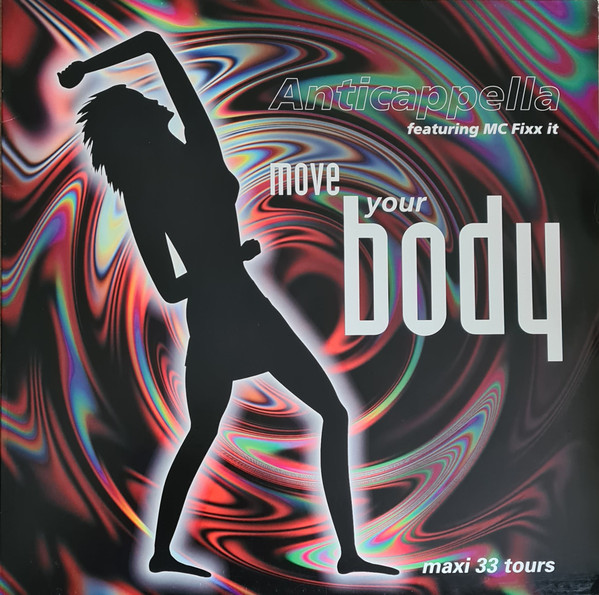 Anticappella
featuring MC Fixx it
move
your
body
maxi 33 tours